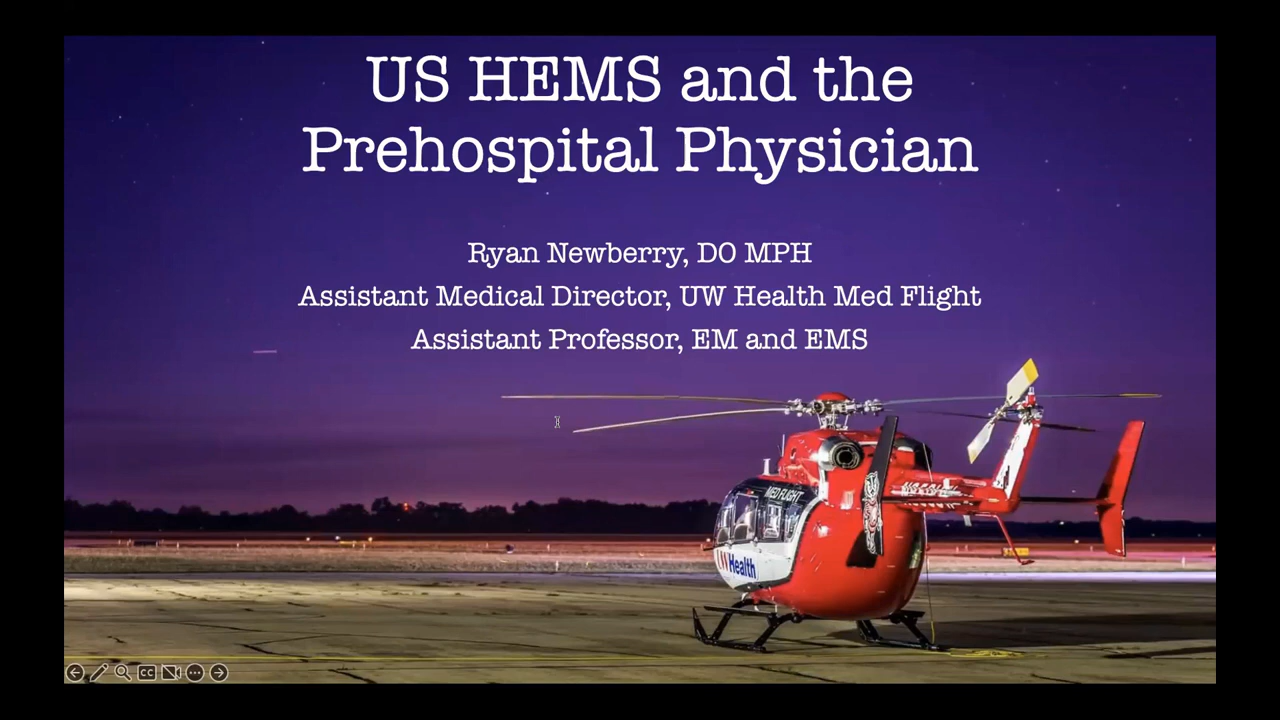 US HEMS and the
Prehospital Physician
Ryan Newberry, DO MPH
Assistant Medical Director, UW Health Med Flight
Assistant Professor, EM and EMS
MED FLIGHT
Health
CC